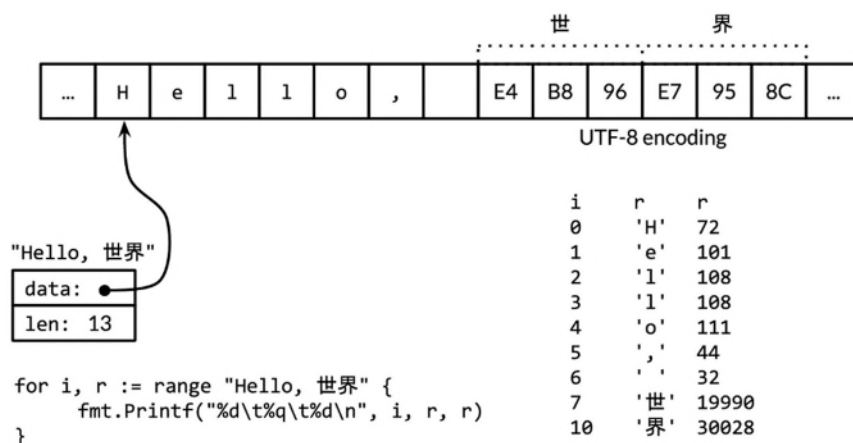 世 界
… H e l l o , E4 B8 96 E7 95 8C …
UTF-8 encoding
"Hello, 世界"
data:
len: 13
for i, r := range "Hello, 世界" {
fmt.Printf("%d\t%q\t%d\n", i, r, r)
}
i r r
0 'H' 72
1 'e' 101
2 'l' 108
3 'l' 108
4 'o' 111
5 ',' 44
6 ' ' 32
7 '世' 19990
10 '界' 30028